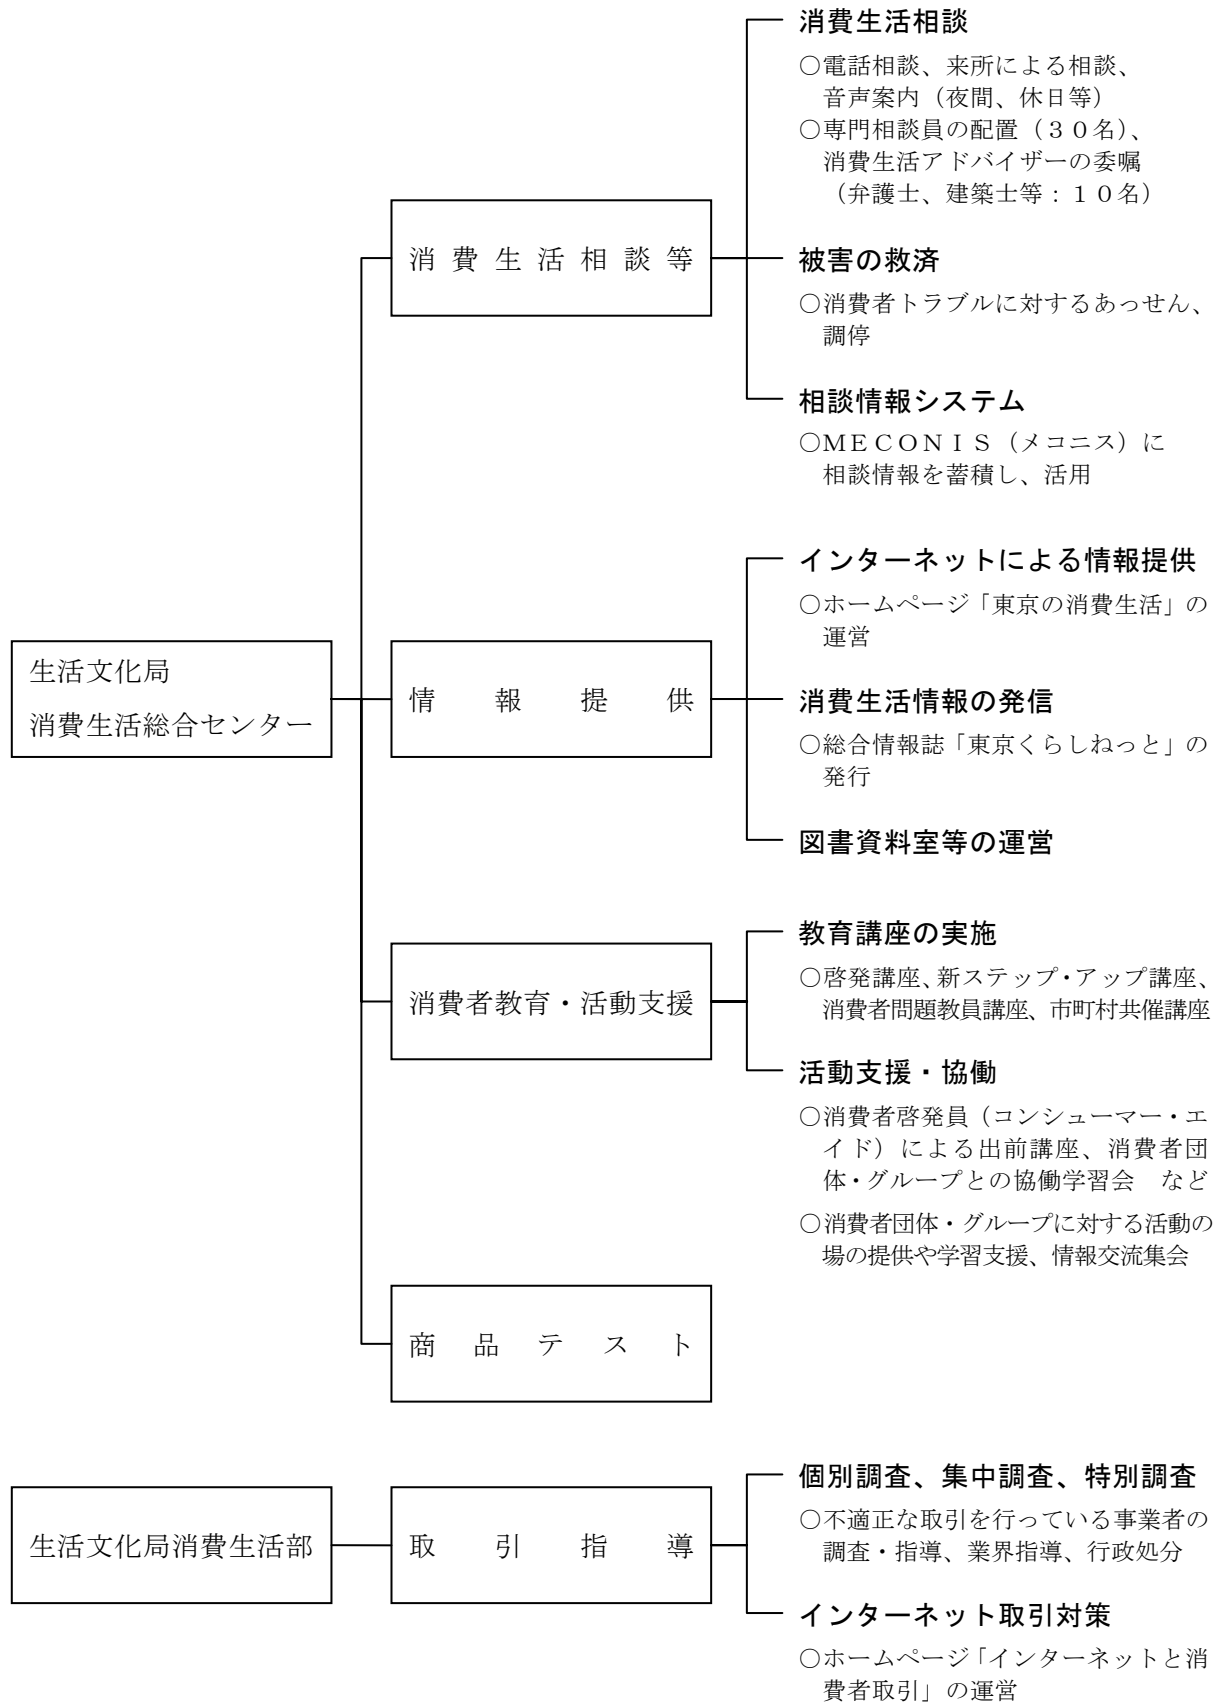 消費生活相談
○電話相談、来所による相談、
音声案内（夜間、休日等）
○専門相談員の配置（３０名）、
消費生活アドバイザーの委嘱
（弁護士、建築士等：１０名）
消費生活相談等
被害の救済
○消費者トラブルに対するあっせん、
調停
相談情報システム
○ＭＥＣＯＮＩＳ（メコニス）に
相談情報を蓄積し、活用
生活文化局
消費生活総合センター
情報提供
インターネットによる情報提供
○ホームページ「東京の消費生活」の
運営
消費生活情報の発信
○総合情報誌「東京くらしねっと」の
発行
図書資料室等の運営
消費者教育・活動支援
教育講座の実施
○啓発講座、新ステップ・アップ講座、
消費者問題教員講座、市町村共催講座
活動支援・協働
○消費者啓発員（コンシューマー・エ
イド）による出前講座、消費者団
体・グループとの協働学習会　など
○消費者団体・グループに対する活動の
場の提供や学習支援、情報交流集会
商品テスト
生活文化局消費生活部
取引指導
個別調査、集中調査、特別調査
○不適正な取引を行っている事業者の
調査・指導、業界指導、行政処分
インターネット取引対策
○ホームページ「インターネットと消
費者取引」の運営